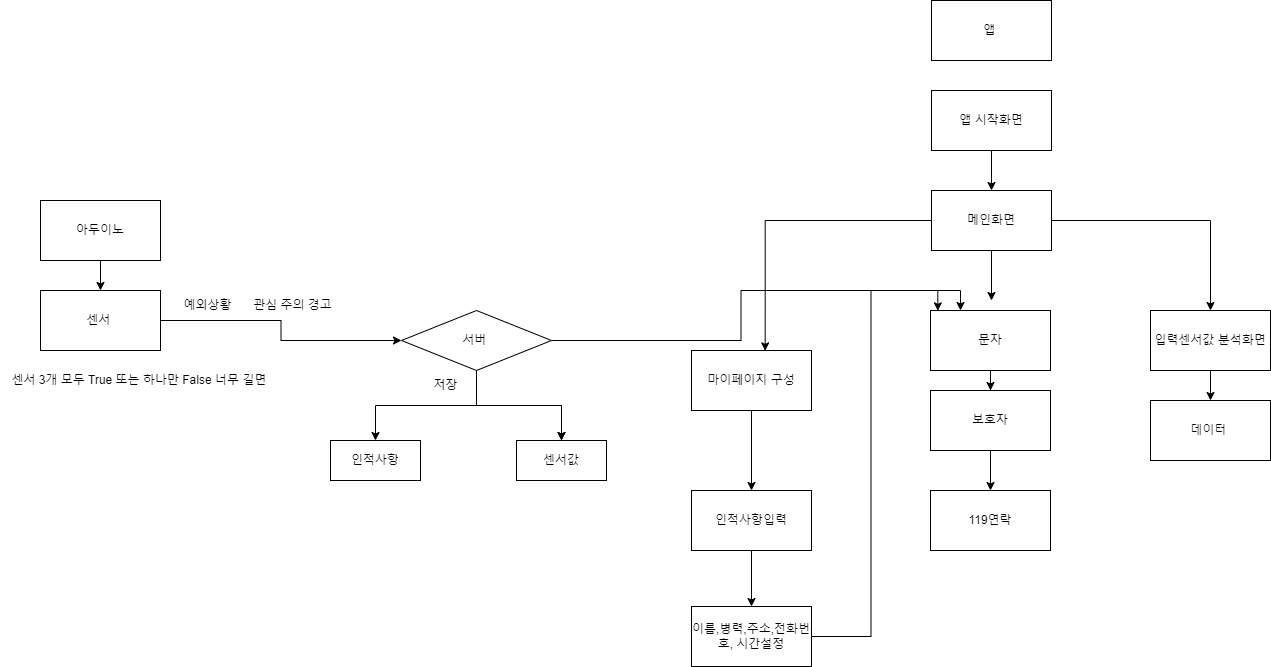 앱
앱 시작화면
메인화면
아두이노
센서
예외상황
관심 주의 경고
서버
센서 3개 모두 True 또는 하나만 False 너무 길면
저장
인적사항
센서값
마이페이지 구성
인적사항입력
이름,병력,주소,전화번
호, 시간설정
문자
보호자
119연락
입력센서값 분석화면
데이터